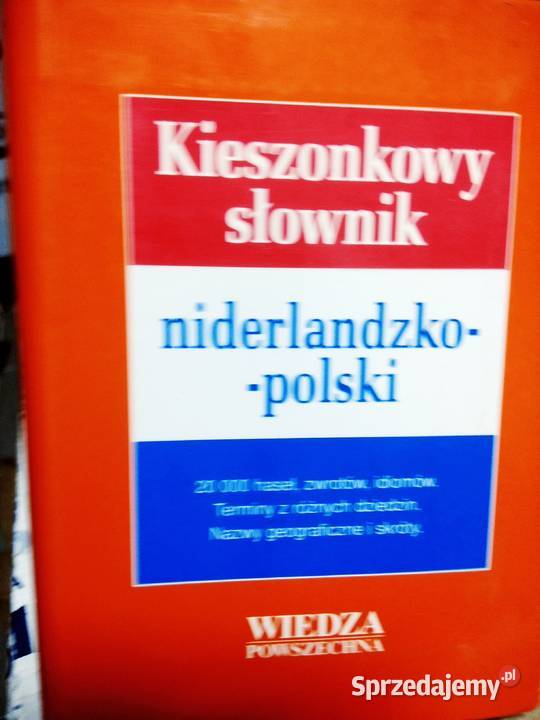 Kieszonkowy
słownik
niderlandzko-
-polski
20 000 haseł, zwrotów, idiomów.
Terminy z różnych dziedzin.
Nazwy geograficzne i skróty.
WIEDZA
POWSZECHNA
Sprzedajemy.pl